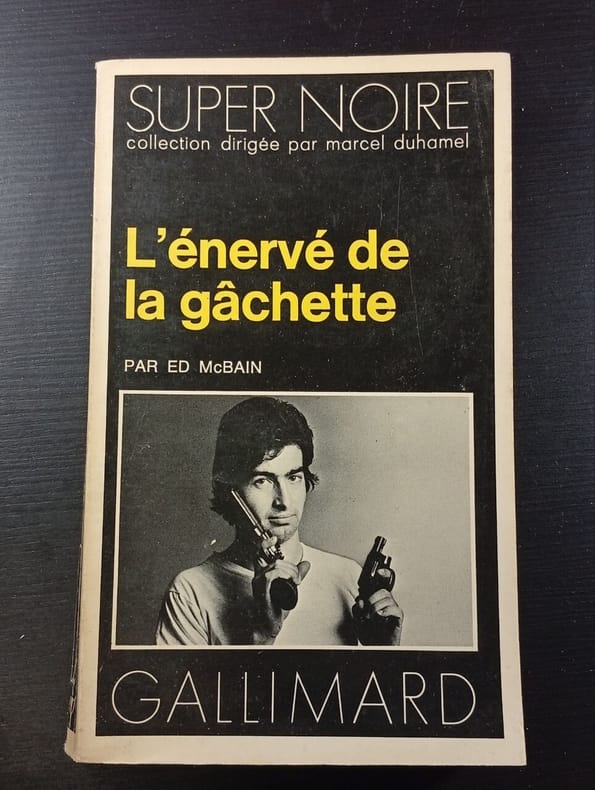 SUPER NOIRE
collection dirigée par marcel duhamel
L'énervé de
la gâchette
PAR ED McBAIN
GALLIMARD